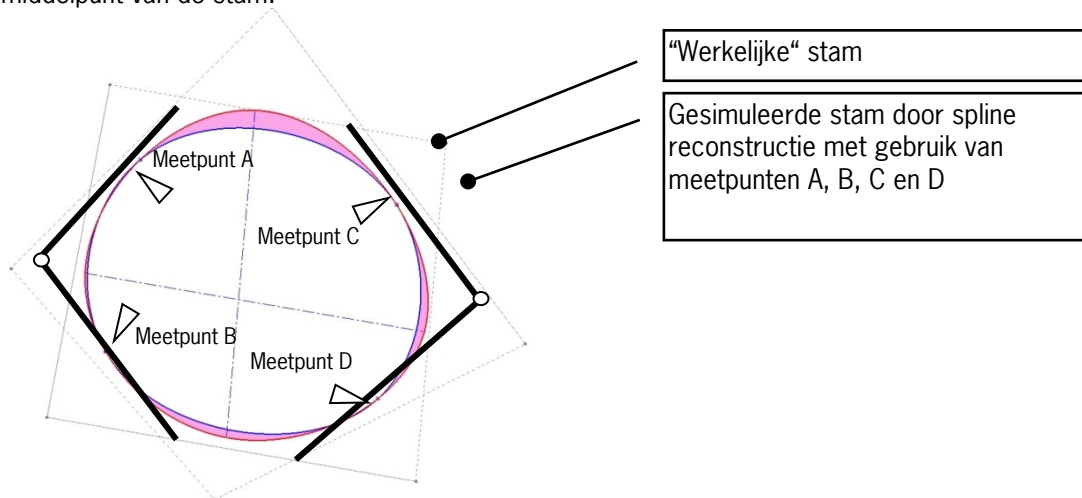 middelpunt van de stam.
“Werkelijke“ stam
Gesimuleerde stam door spline
reconstructie met gebruik van
meetpunten A, B, C en D
Meetpunt A
Meetpunt C
Meetpunt B
Meetpunt D